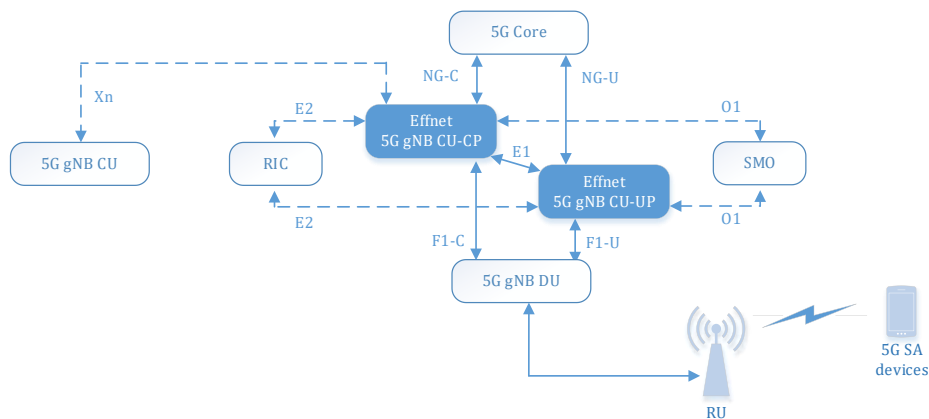 5G Core
NG-C
NG-U
Xn
E2
O1
Effnet
5G gNB CU-CP
E1
5G gNB CU
RIC
SMO
Effnet
5G gNB CU-UP
E2
O1
F1-C
F1-U
5G gNB DU
5G SA
devices
RU